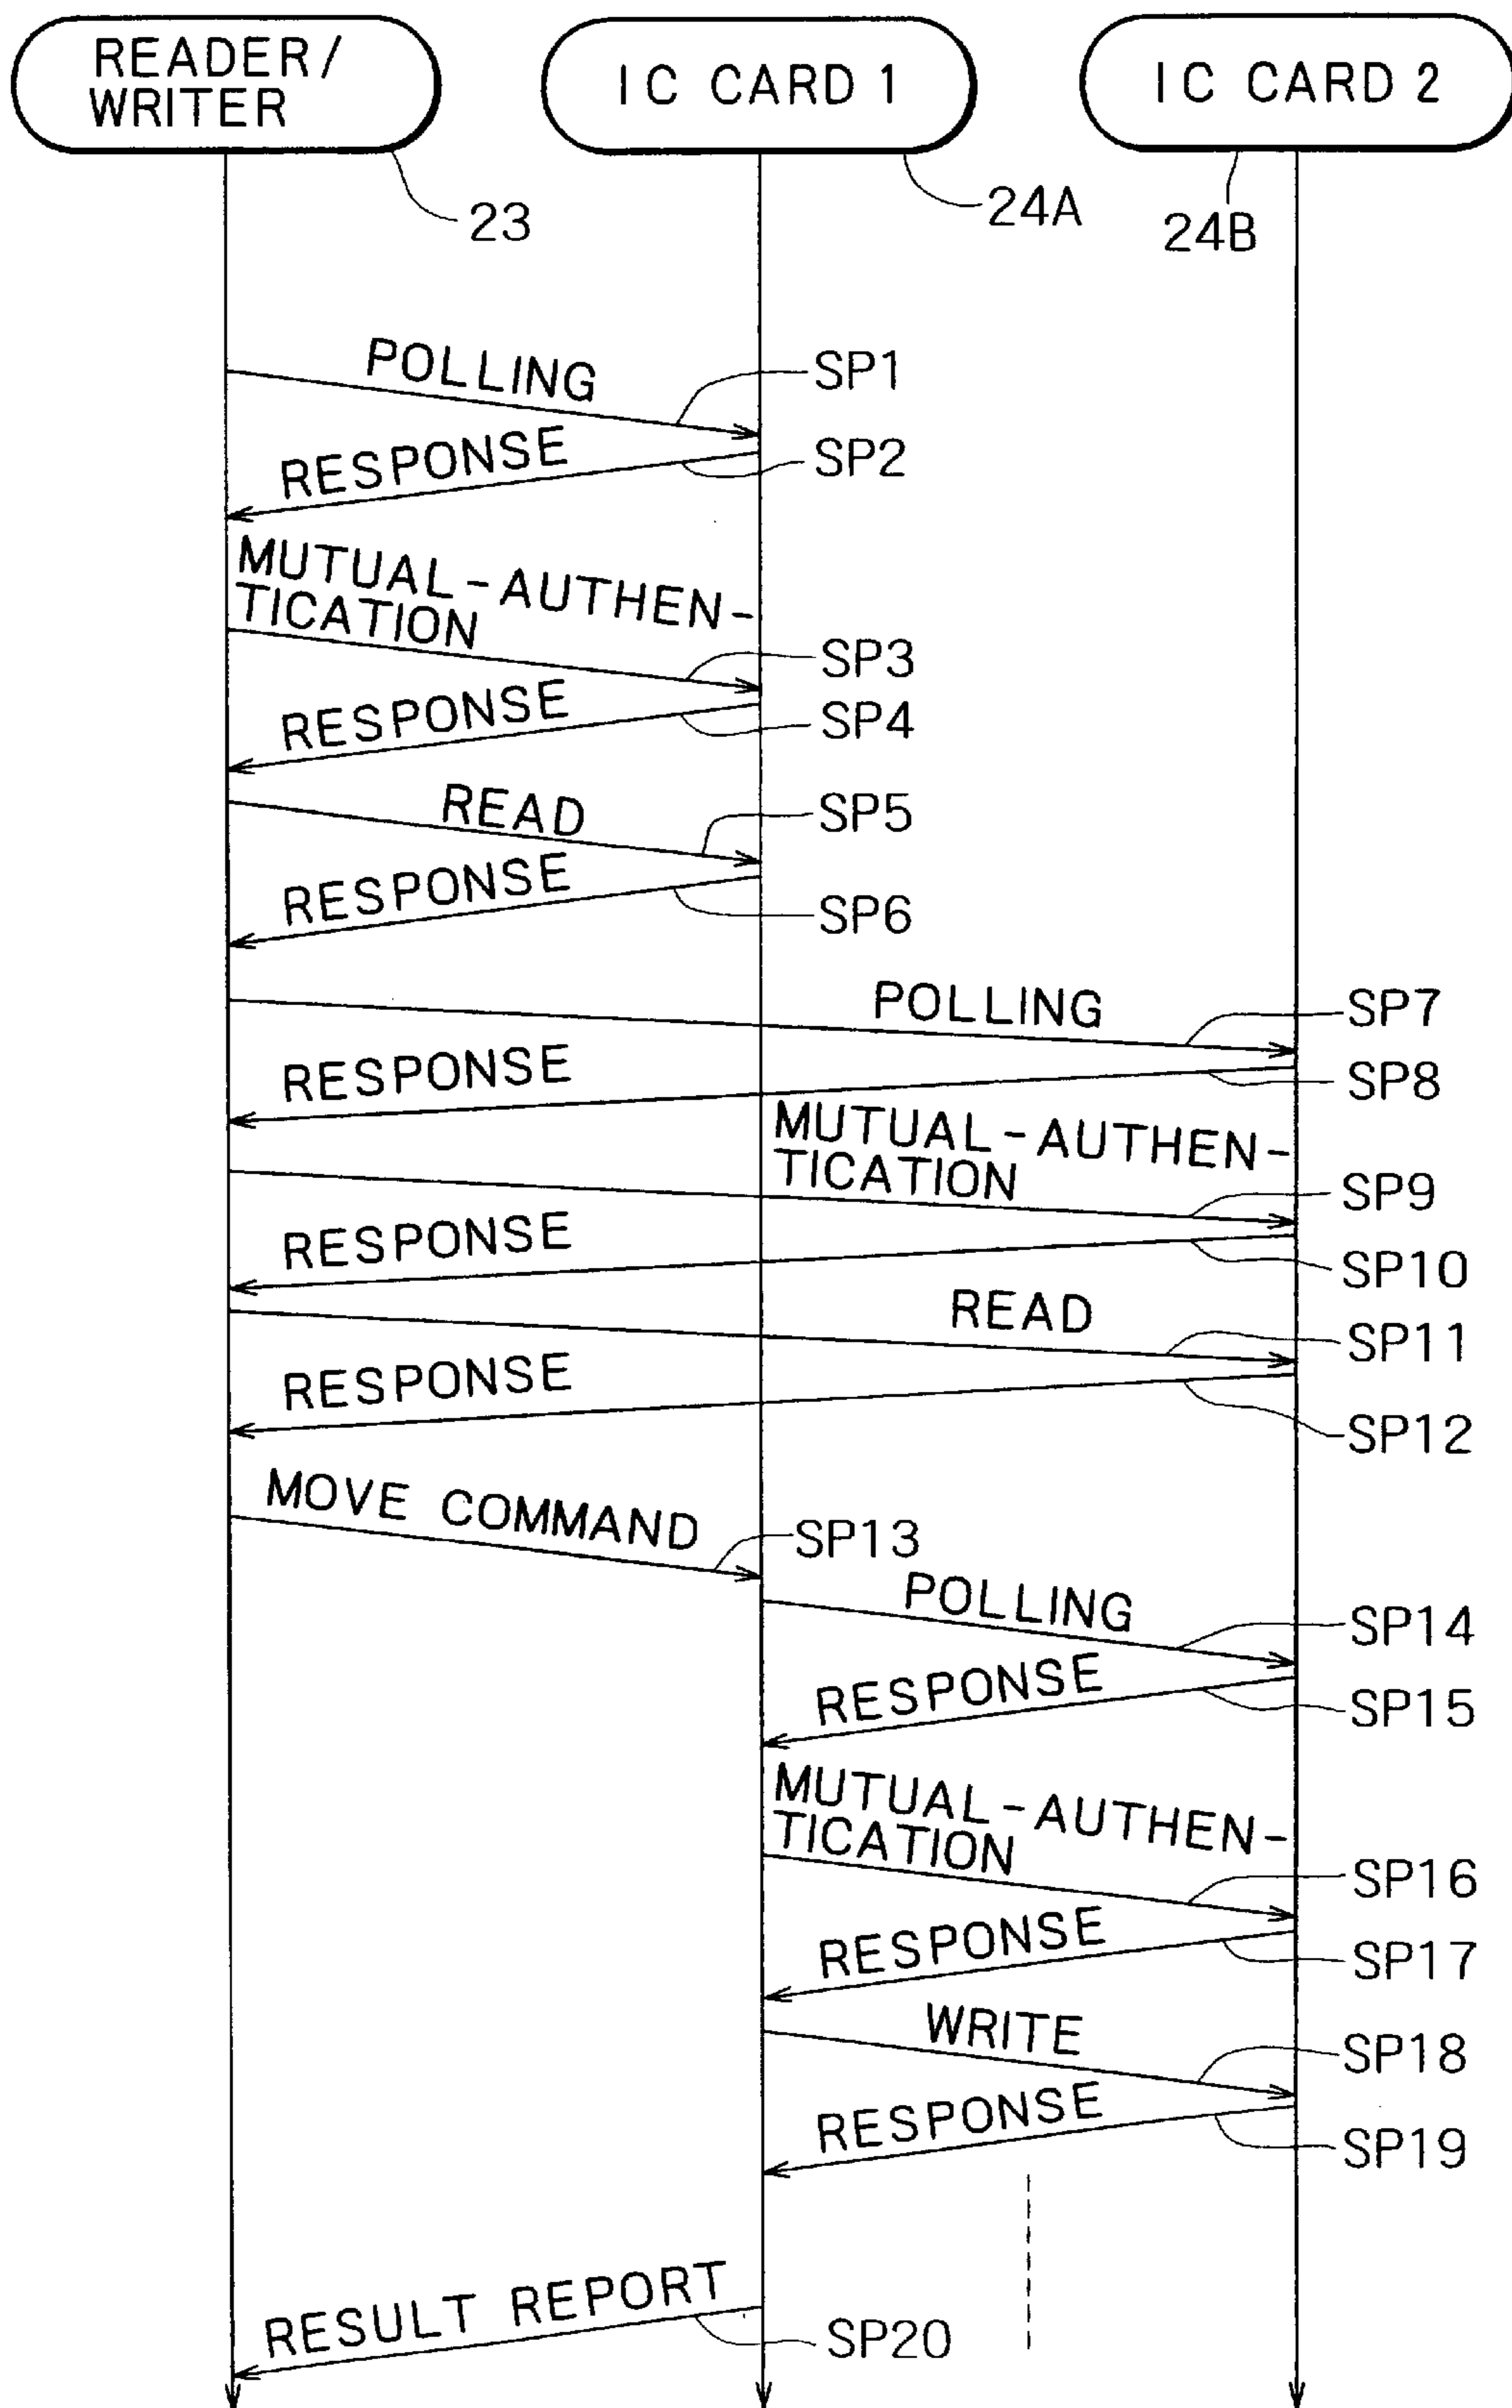 READER/
WRITER
IC CARD 1
IC CARD 2
23
24A
24B
POLLING
SP1
RESPONSE
SP2
MUTUAL-AUTHEN-
TICATION
SP3
RESPONSE
SP4
READ
SP5
RESPONSE
SP6
POLLING
SP7
RESPONSE
SP8
MUTUAL-AUTHEN-
TICATION
SP9
RESPONSE
SP10
READ
SP11
RESPONSE
SP12
MOVE COMMAND
SP13
POLLING
SP14
RESPONSE
SP15
MUTUAL-AUTHEN-
TICATION
SP16
RESPONSE
SP17
WRITE
SP18
RESPONSE
SP19
RESULT REPORT
SP20